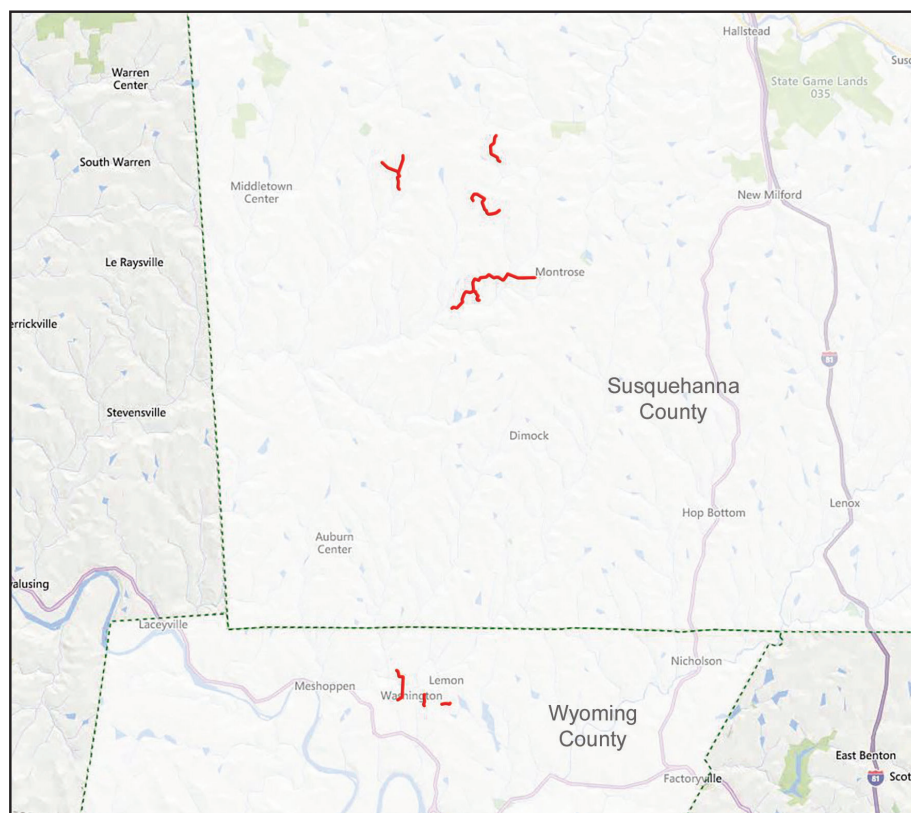 Hallstead
Susq
Warren
Center
State Game Lands
035
South Warren
Middletown
Center
New Milford
Le Raysville
Montrose
errickville
81
Susquehanna
County
Stevensville
Dimock
Hop Bottom
Lenox
Auburn
Center
alusing
Laceyville
Nicholson
Meshoppen
Lemon
Washington
Wyoming
County
East Benton
Factoryville
81
Scot